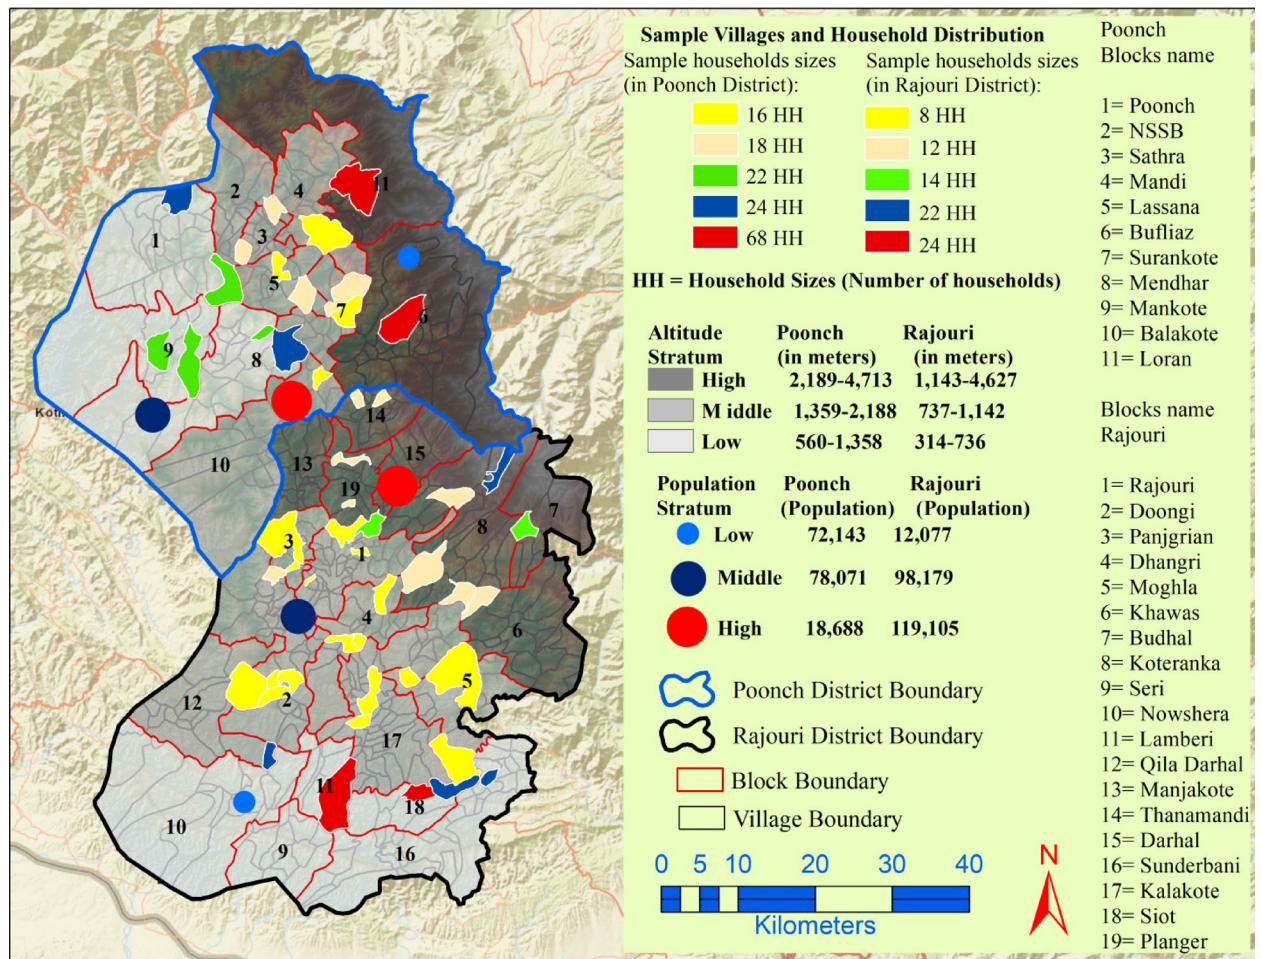 Sample Villages and Household Distribution
Sample households sizes
(in Poonch District):
16 HH
18 HH
22 HH
24 HH
68 HH
Sample households sizes
(in Rajouri District):
8 HH
12 HH
14 HH
22 HH
24 HH
HH = Household Sizes (Number of households)
Altitude Poonch Rajouri
Stratum (in meters) (in meters)
High 2,189-4,713 1,143-4,627
M iddle 1,359-2,188 737-1,142
Low 560-1,358 314-736
Population Poonch Rajouri
Stratum (Population) (Population)
Low 72,143 12,077
Middle 78,071 98,179
High 18,688 119,105
Poonch District Boundary
Rajouri District Boundary
Block Boundary
Village Boundary
0 5 10 20 30 40
Kilometers
N
Poonch
Blocks name
1= Poonch
2= NSSB
3= Sathra
4= Mandi
5= Lassana
6= Bufliaz
7= Surankote
8= Mendhar
9= Mankote
10= Balakote
11= Loran
Blocks name
Rajouri
1= Rajouri
2= Doongi
3= Panjgrian
4= Dhangri
5= Moghla
6= Khawas
7= Budhal
8= Koteranka
9= Seri
10= Nowshera
11= Lamberi
12= Qila Darhal
13= Manjakote
14= Thanamandi
15= Darhal
16= Sunderbani
17= Kalakote
18= Siot
19= Planger
11
2
4
1
3
5
7
6
9
8
14
10
13
15
19
8
7
3
1
4
6
5
12
2
17
11
18
10
9
16